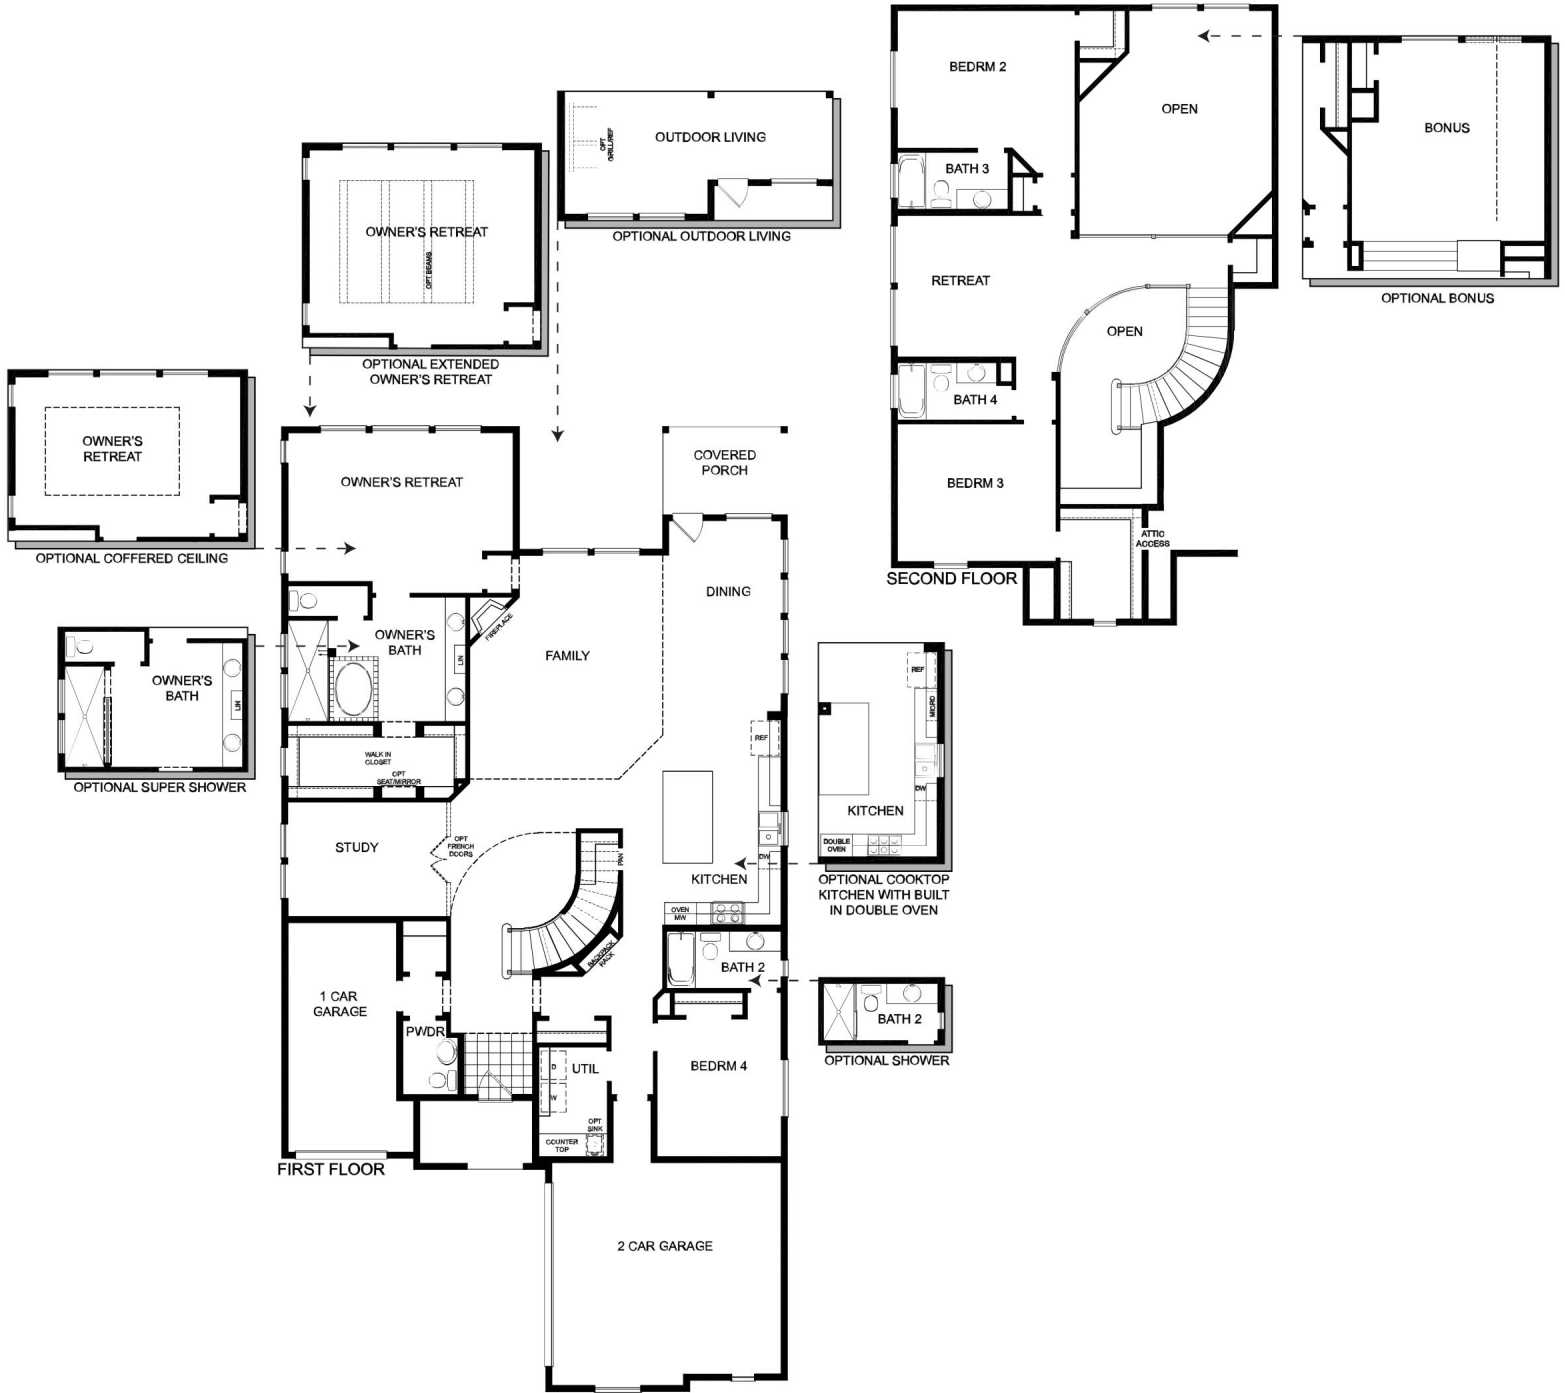 BEDRM 2
OPEN
BATH 3
RETREAT
OPEN
BATH 4
BEDRM 3
ATTIC
ACCESS
SECOND FLOOR
BONUS
OPTIONAL BONUS
OPT
GRILL/REF
OUTDOOR LIVING
OPTIONAL OUTDOOR LIVING
OWNER'S RETREAT
OPT BEAMS
OPTIONAL EXTENDED
OWNER'S RETREAT
OWNER'S
RETREAT
OPTIONAL COFFERED CEILING
OWNER'S
BATH
LIN
OPTIONAL SUPER SHOWER
OWNER'S RETREAT
COVERED
PORCH
DINING
FIREPLACE
OWNER'S
BATH
LIN
FAMILY
WALK IN
CLOSET
OPT
SEAT/MIRROR
REF
STUDY
OPT
FRENCH
DOORS
PAN
DW
KITCHEN
OVEN
MW
BACKPACK
RACK
BATH 2
1 CAR
GARAGE
PWDR
D
W
UTIL
OPT
SINK
COUNTER
TOP
BEDRM 4
FIRST FLOOR
2 CAR GARAGE
REF
MICRO
DW
KITCHEN
DOUBLE
OVEN
OPTIONAL COOKTOP
KITCHEN WITH BUILT
IN DOUBLE OVEN
BATH 2
OPTIONAL SHOWER